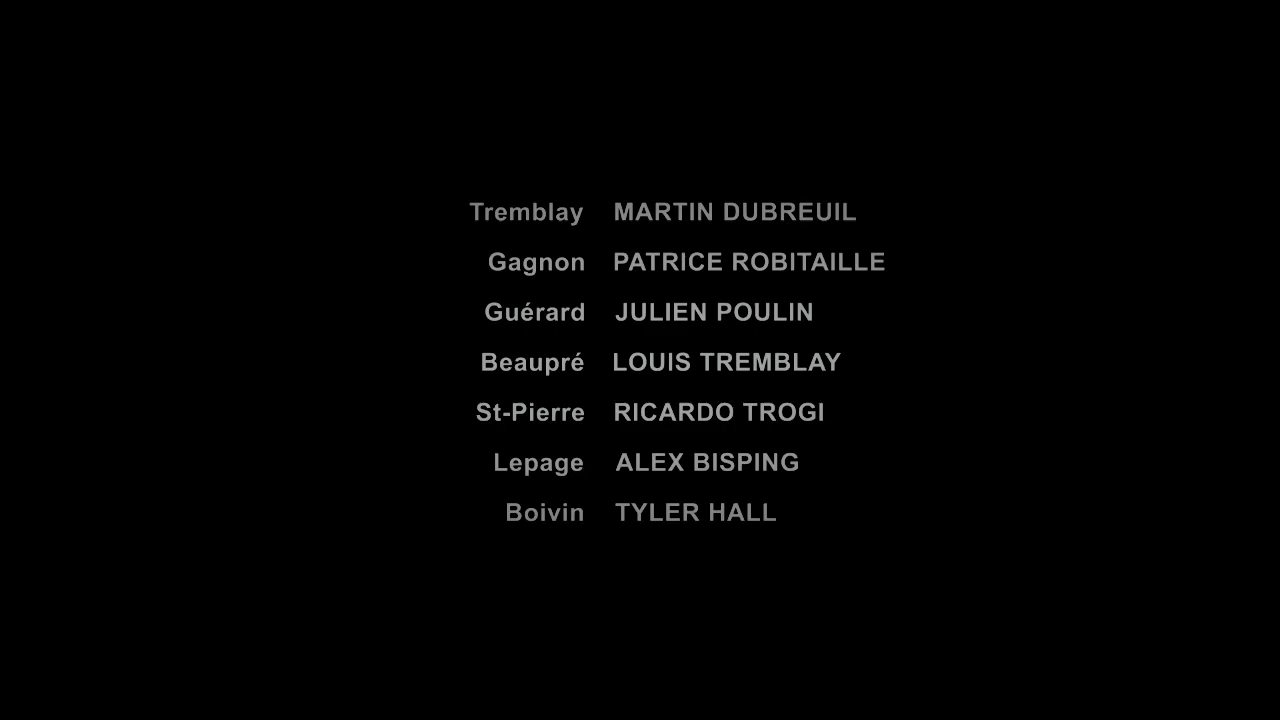 Tremblay MARTIN DUBREUIL
Gagnon PATRICE ROBITAILLE
Guérard JULIEN POULIN
Beaupré LOUIS TREMBLAY
St-Pierre RICARDO TROGI
Lepage ALEX BISPING
Boivin TYLER HALL